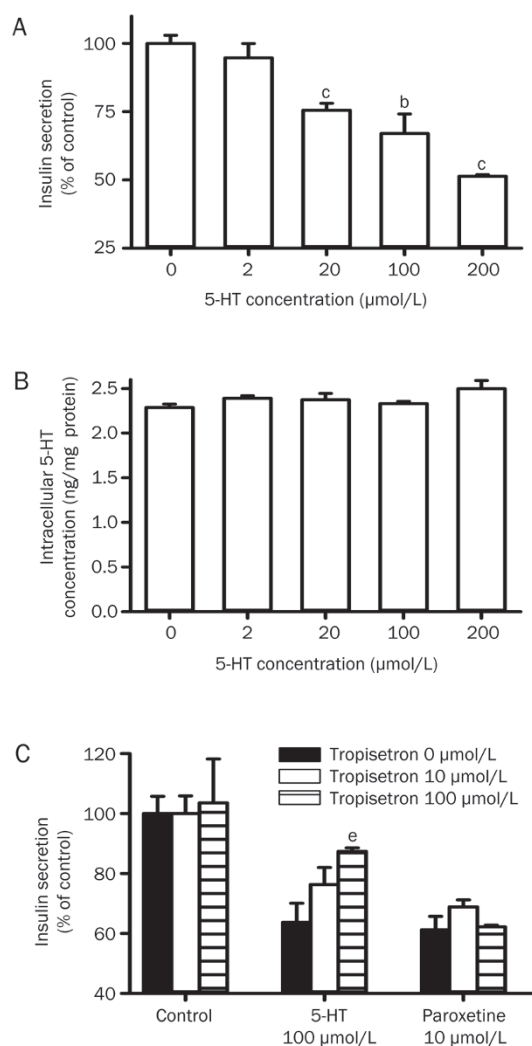 A
Insulin secretion
(% of control)
100
75
50
25
c
b
c
0 2 20 100 200
5-HT concentration (µmol/L)
B
Intracellular 5-HT
concentration (ng/mg protein)
2.5
2.0
1.5
1.0
0.5
0.0
0 2 20 100 200
5-HT concentration (µmol/L)
C
Insulin secretion
(% of control)
120
100
80
60
40
Tropisetron 0 µmol/L
Tropisetron 10 µmol/L
Tropisetron 100 µmol/L
e
Control 5-HT Paroxetine
100 µmol/L 10 µmol/L